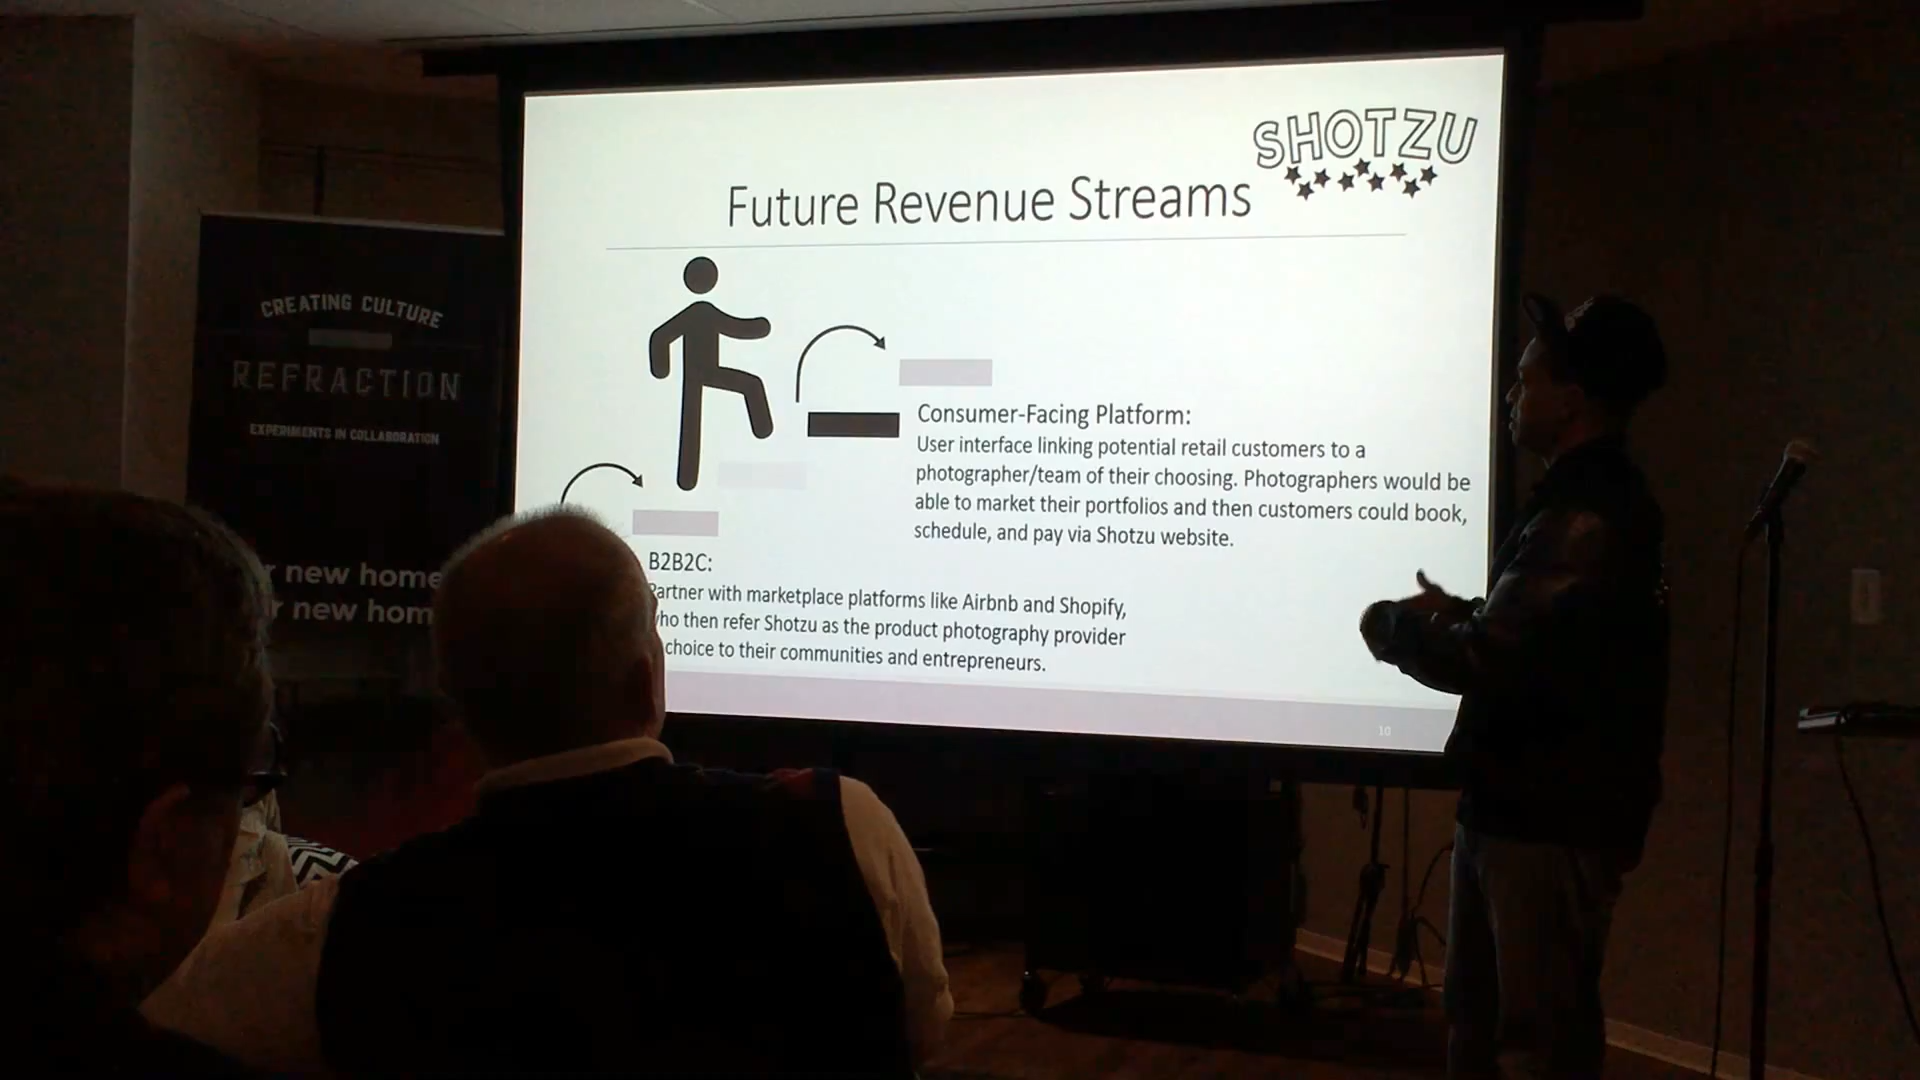 SHOTZU
Future Revenue Streams
Consumer-Facing Platform:
User interface linking potential retail customers to a
photographer/team of their choosing. Photographers would be
able to market their portfolios and then customers could book,
schedule, and pay via Shotzu website.
B2B2C:
Partner with marketplace platforms like Airbnb and Shopify,
who then refer Shotzu as the product photography provider
choice to their communities and entrepreneurs.
10
CREATING CULTURE
REFRACTION
EXPERIMENTS IN COLLABORATION
new home
new hom